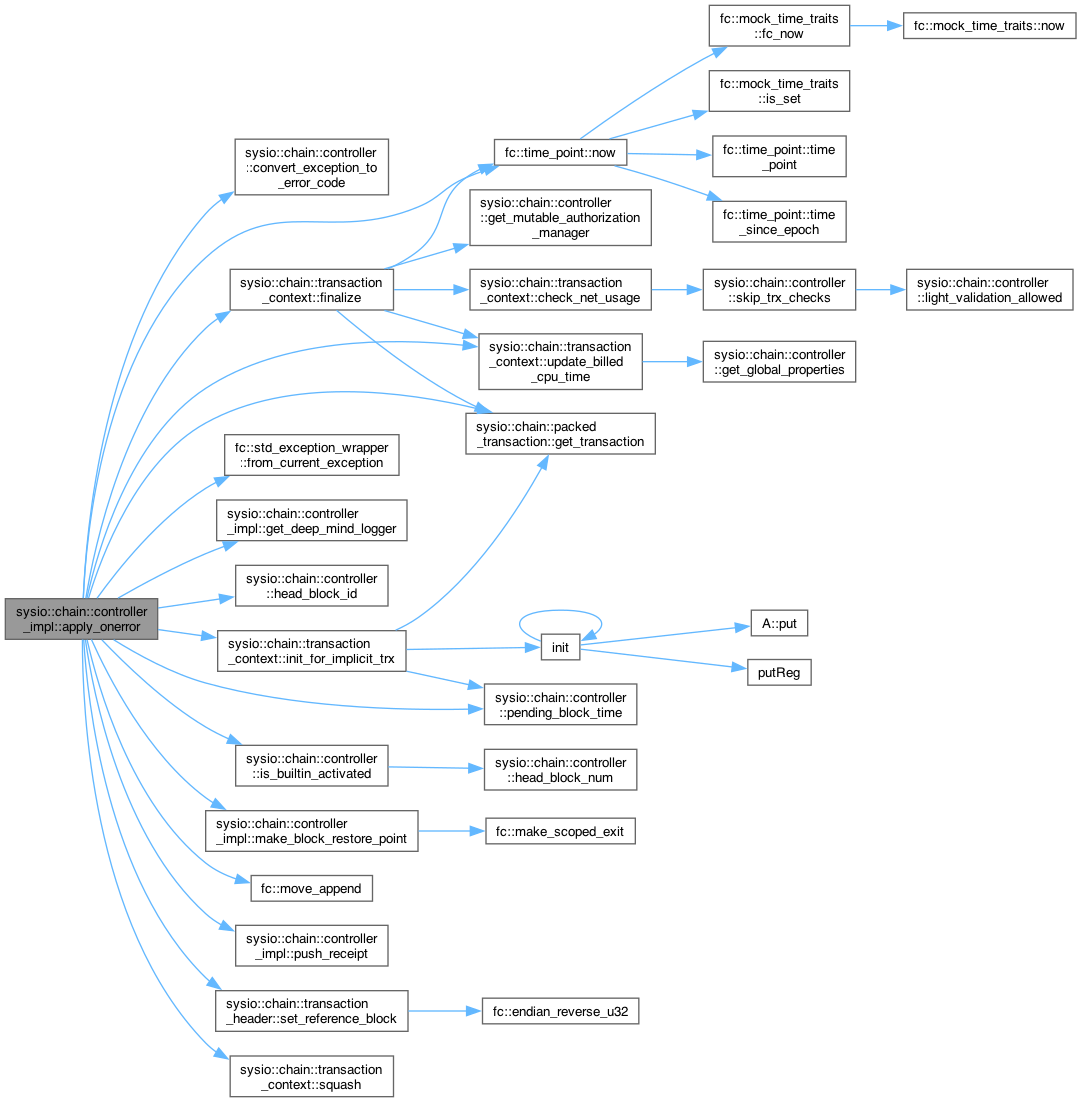 fc::mock_time_traits
::fc_now
fc::mock_time_traits::now
fc::mock_time_traits
::is_set
sysio::chain::controller
::convert_exception_to
_error_code
fc::time_point::now
fc::time_point::time
_point
sysio::chain::controller
::get_mutable_authorization
_manager
fc::time_point::time
_since_epoch
sysio::chain::transaction
_context::finalize
sysio::chain::transaction
_context::check_net_usage
sysio::chain::controller
::skip_trx_checks
sysio::chain::controller
::light_validation_allowed
sysio::chain::transaction
_context::update_billed
_cpu_time
sysio::chain::controller
::get_global_properties
sysio::chain::packed
_transaction::get_transaction
fc::std_exception_wrapper
::from_current_exception
sysio::chain::controller
_impl::get_deep_mind_logger
sysio::chain::controller
::head_block_id
sysio::chain::controller
_impl::apply_onerror
sysio::chain::transaction
_context::init_for_implicit_trx
init
A::put
putReg
sysio::chain::controller
::pending_block_time
sysio::chain::controller
::is_builtin_activated
sysio::chain::controller
::head_block_num
sysio::chain::controller
_impl::make_block_restore_point
fc::make_scoped_exit
fc::move_append
sysio::chain::controller
_impl::push_receipt
sysio::chain::transaction
_header::set_reference_block
fc::endian_reverse_u32
sysio::chain::transaction
_context::squash